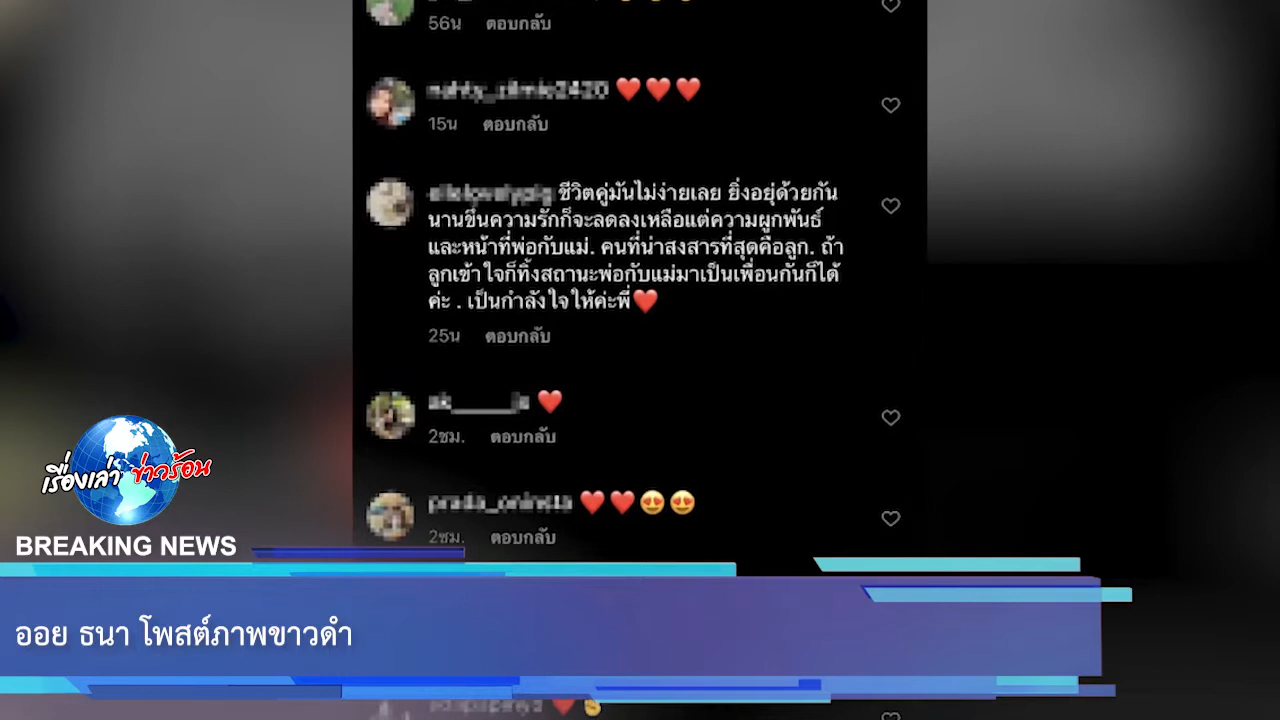 56น ตอบกลับ
15น ตอบกลับ
ชีวิตคู่มันไม่ง่ายเลย ยิ่งอยู่ด้วยกัน
นานขึ้นความรักก็จะลดลงเหลือแต่ความผูกพันธ์
และหน้าที่พ่อกับแม่. คนที่น่าสงสารที่สุดคือลูก. ถ้า
ลูกเข้าใจก็ทิ้งสถานะพ่อกับแม่มาเป็นเพื่อนกันก็ได้
ค่ะ . เป็นกำลังใจให้ค่ะพี่❤️
25น ตอบกลับ
2ชม. ตอบกลับ
2ชม. ตอบกลับ
เรื่องเล่า ข่าวร้อน
BREAKING NEWS
ออย ธนา โพสต์ภาพขาวดำ